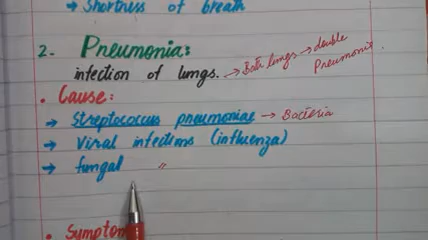 → Shortness of breath
2. Pneumonia:
infection of lungs. → Both lungs → double
Pneumonia.
• Cause:
→ Streptococcus pneumoniae → Bacteria
→ Viral infections (influenza)
→ fungal "
• Symptom